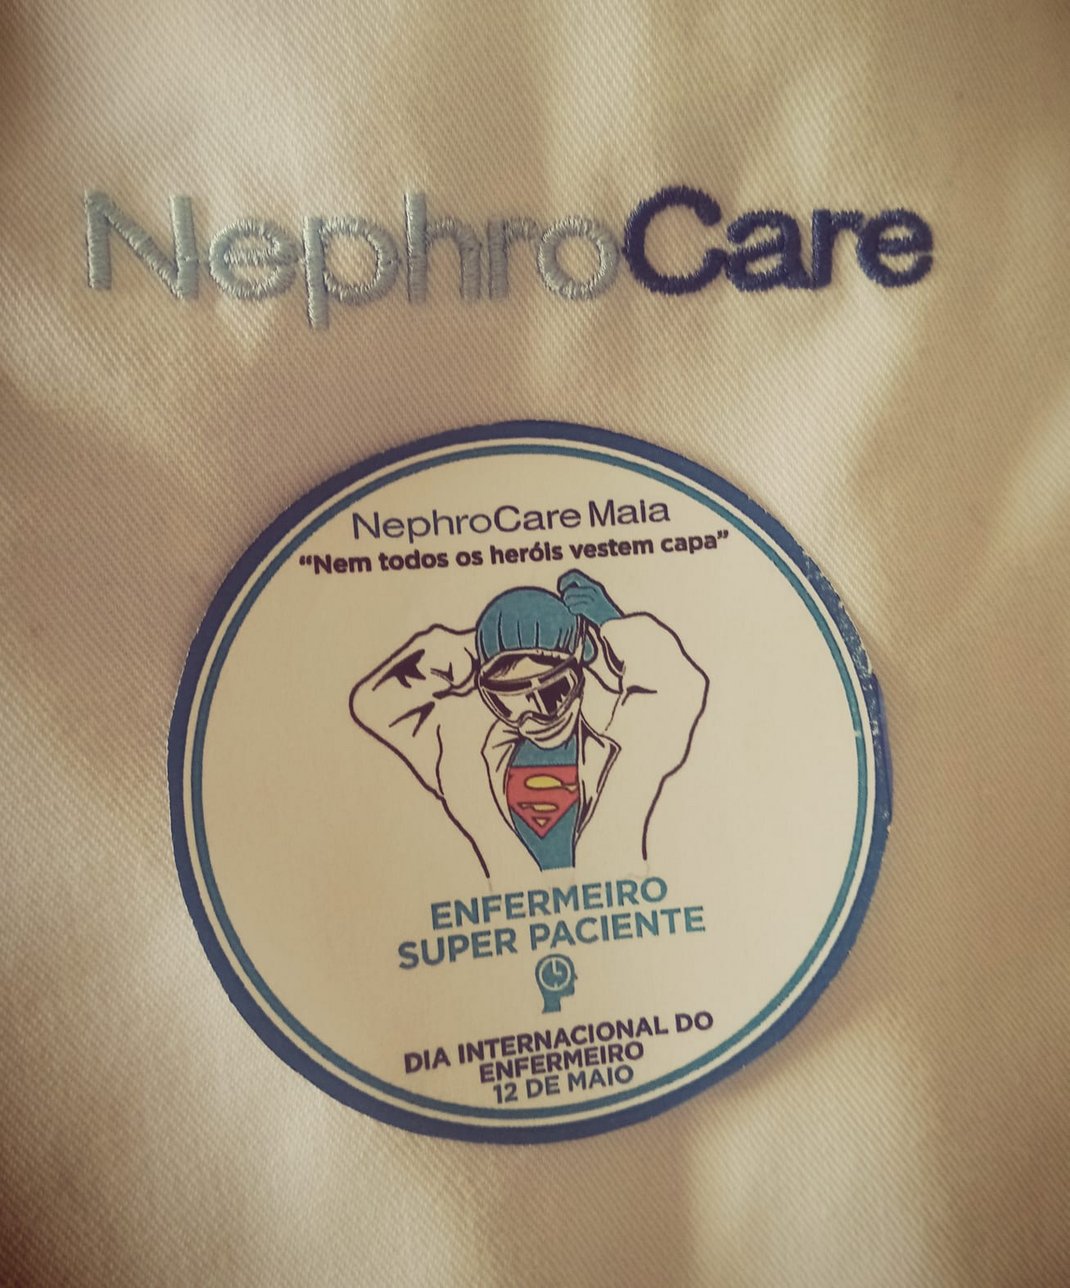 NephroCare
NephroCare Maia
“Nem todos os heróis vestem capa”
ENFERMEIRO
SUPER PACIENTE
DIA INTERNACIONAL DO
ENFERMEIRO
12 DE MAIO